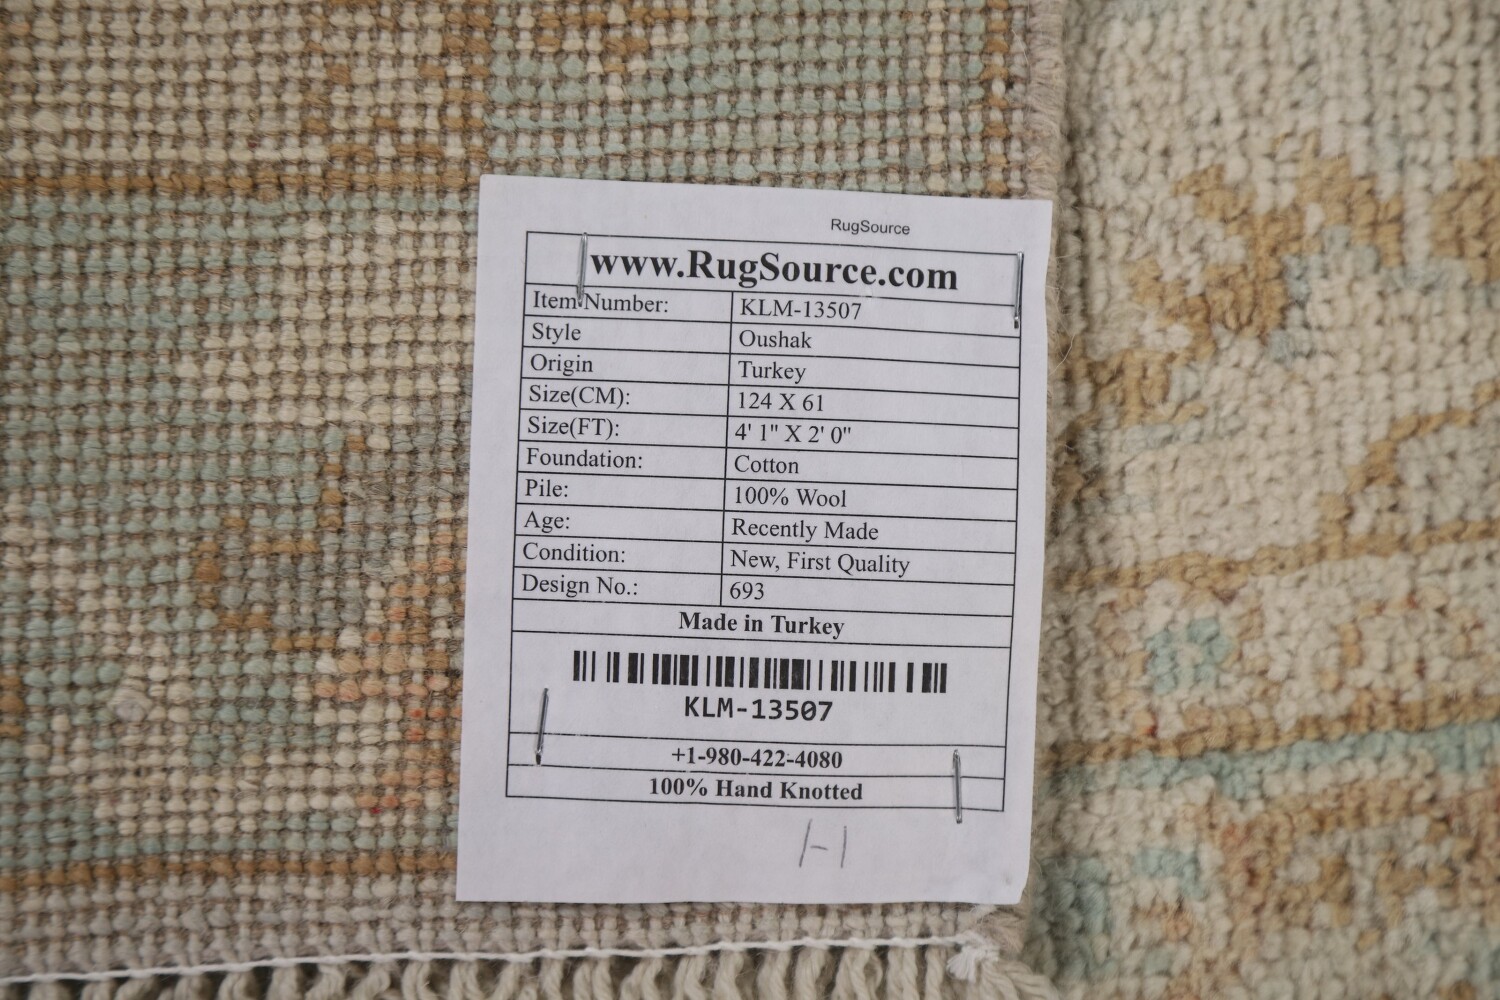 RugSource
www.RugSource.com
Item Number: KLM-13507
Style Oushak
Origin Turkey
Size(CM): 124 X 61
Size(FT): 4' 1" X 2' 0"
Foundation: Cotton
Pile: 100% Wool
Age: Recently Made
Condition: New, First Quality
Design No.: 693
Made in Turkey
KLM-13507
+1-980-422-4080
100% Hand Knotted
1-1